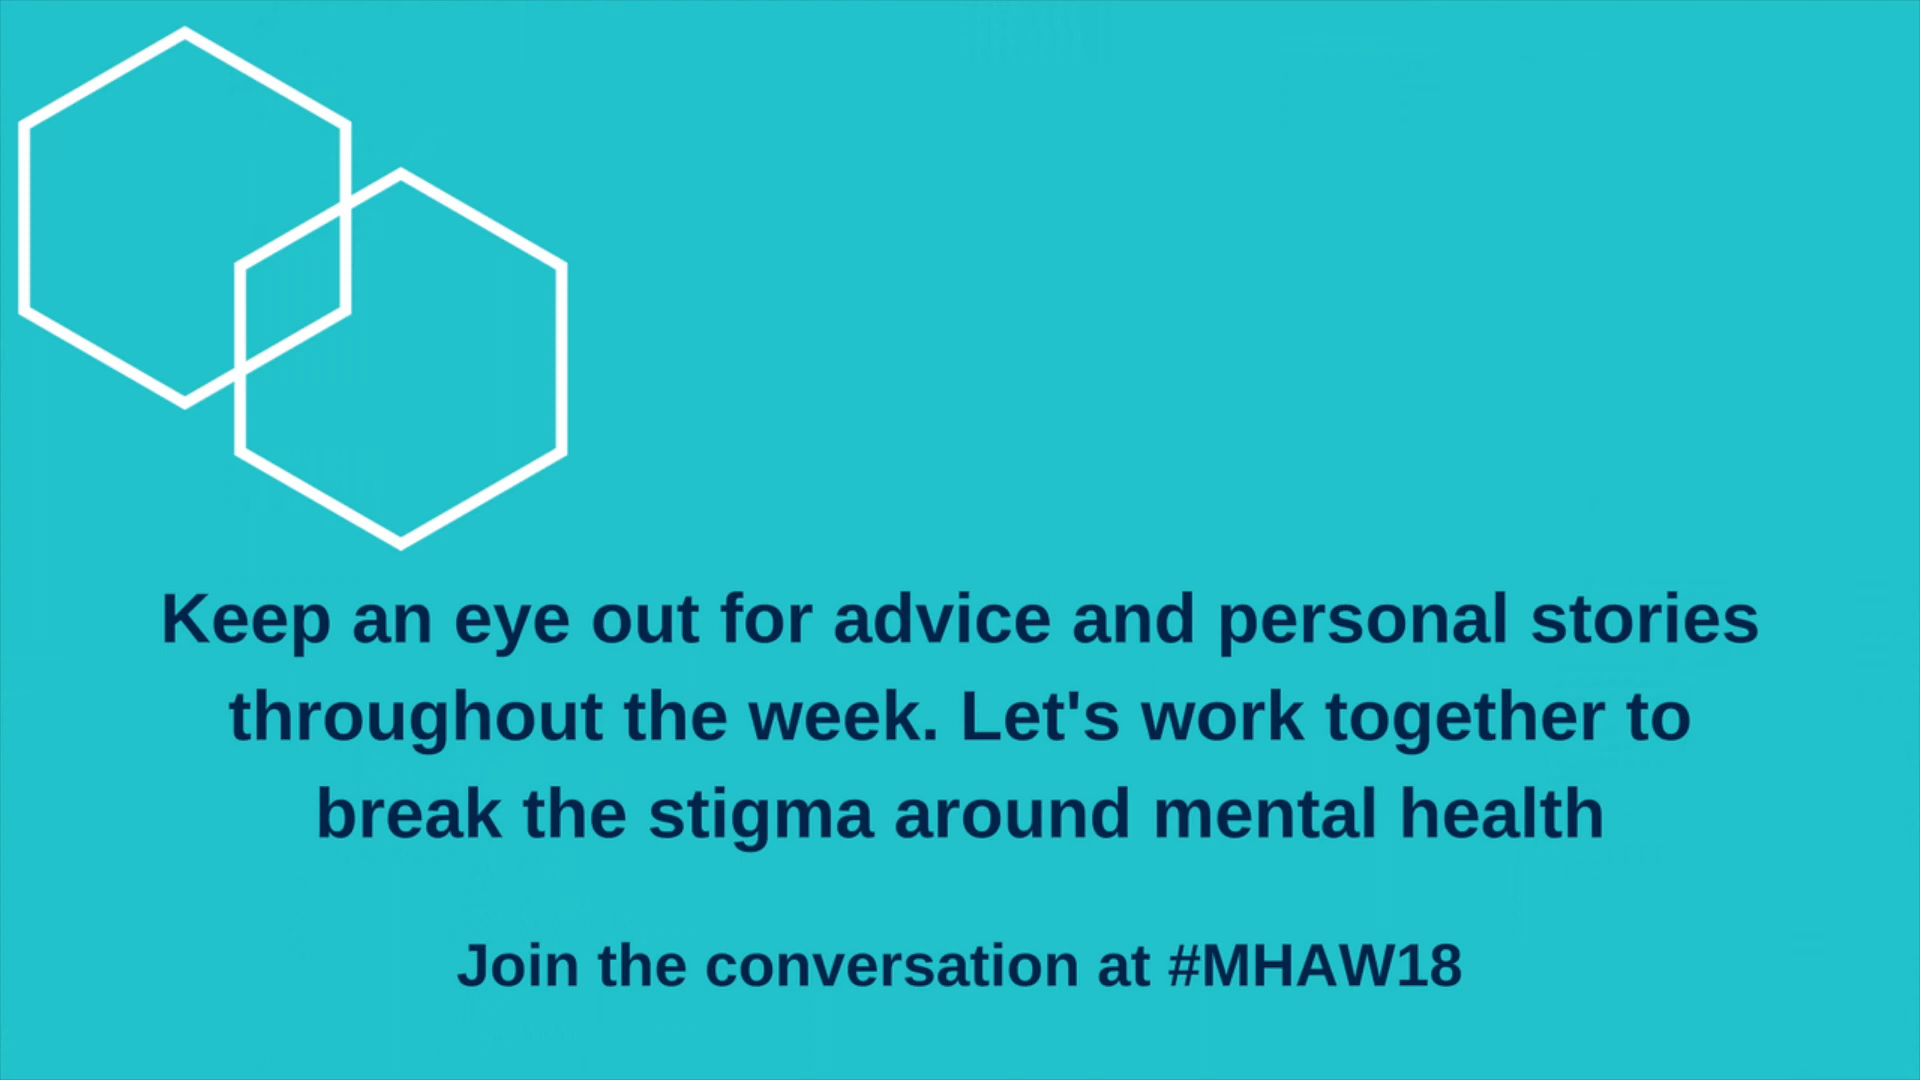 Keep an eye out for advice and personal stories
throughout the week. Let's work together to
break the stigma around mental health
Join the conversation at #MHAW18